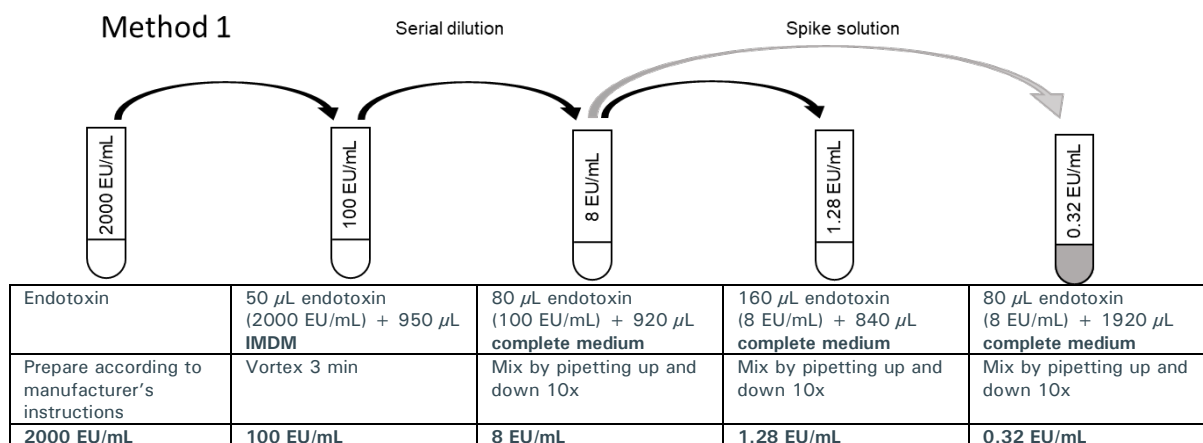 Method 1
Serial dilution
Spike solution
2000 EU/mL
100 EU/mL
8 EU/mL
1.28 EU/mL
0.32 EU/mL
Endotoxin
50 µL endotoxin
(2000 EU/mL) + 950 µL
IMDM
80 µL endotoxin
(100 EU/mL) + 920 µL
complete medium
160 µL endotoxin
(8 EU/mL) + 840 µL
complete medium
80 µL endotoxin
(8 EU/mL) + 1920 µL
complete medium
Prepare according to
manufacturer's
instructions
Vortex 3 min
Mix by pipetting up and
down 10x
Mix by pipetting up and
down 10x
Mix by pipetting up and
down 10x
2000 EU/mL
100 EU/mL
8 EU/mL
1.28 EU/mL
0.32 EU/mL